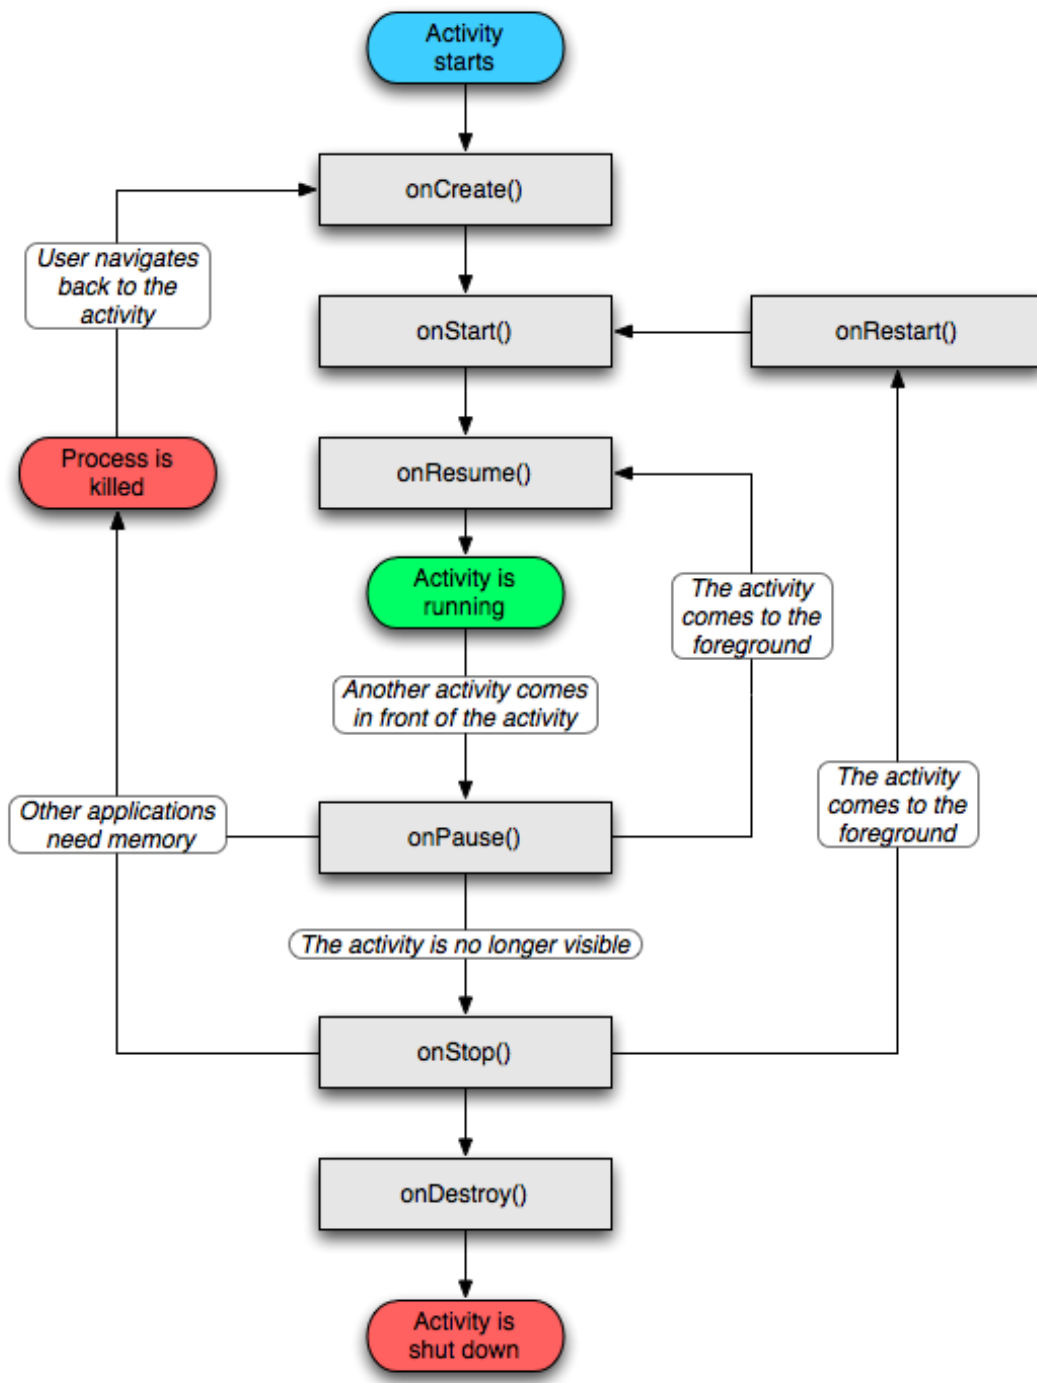 Activity
starts
onCreate()
User navigates
back to the
activity
onStart()
onRestart()
Process is
killed
onResume()
Activity is
running
The activity
comes to the
foreground
Another activity comes
in front of the activity
The activity
comes to the
foreground
Other applications
need memory
onPause()
The activity is no longer visible
onStop()
onDestroy()
Activity is
shut down